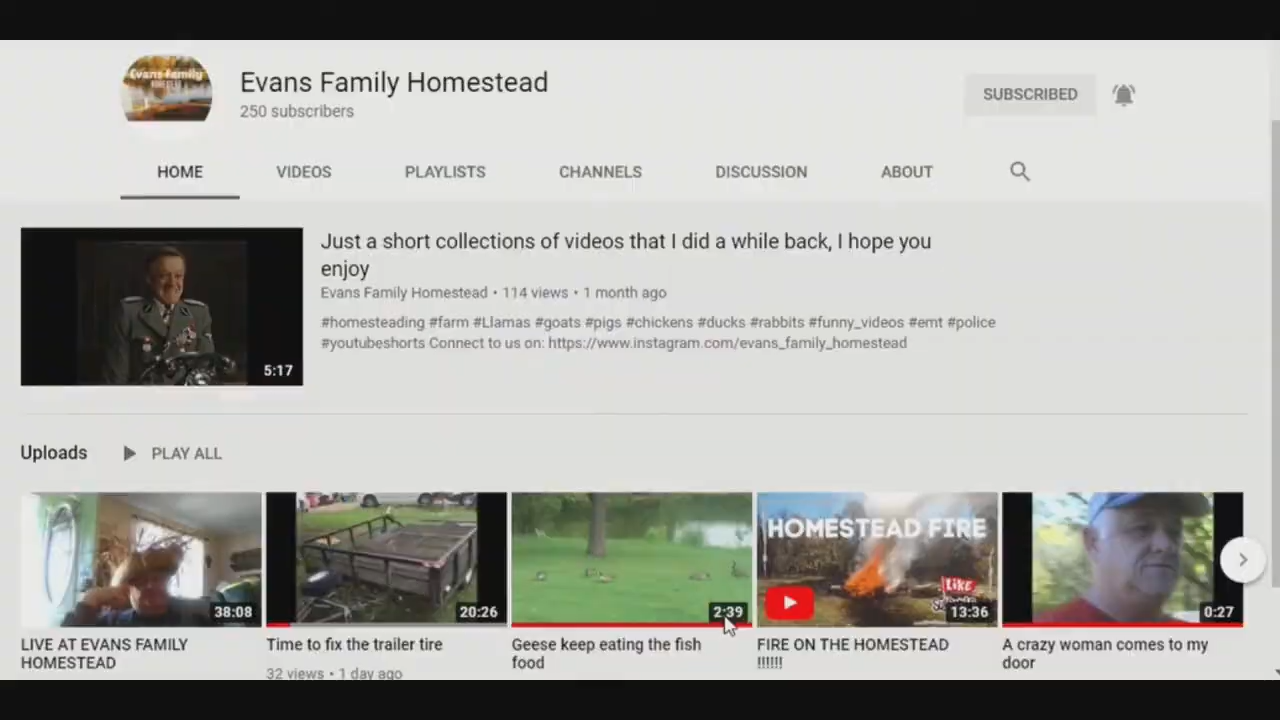 Evans Family
HOMESTEAD
Evans Family Homestead
250 subscribers
SUBSCRIBED
HOME VIDEOS PLAYLISTS CHANNELS DISCUSSION ABOUT
Just a short collections of videos that I did a while back, I hope you
enjoy
Evans Family Homestead • 114 views • 1 month ago
#homesteading #farm #Llamas #goats #pigs #chickens #ducks #rabbits #funny_videos #emt #police
#youtubeshorts Connect to us on: https://www.instagram.com/evans_family_homestead
5:17
Uploads PLAY ALL
HOMESTEAD FIRE
LIKE
38:08 20:26 2:39 13:36 0:27
LIVE AT EVANS FAMILY
HOMESTEAD
Time to fix the trailer tire
32 views • 1 day ago
Geese keep eating the fish
food
FIRE ON THE HOMESTEAD
!!!!!!
A crazy woman comes to my
door